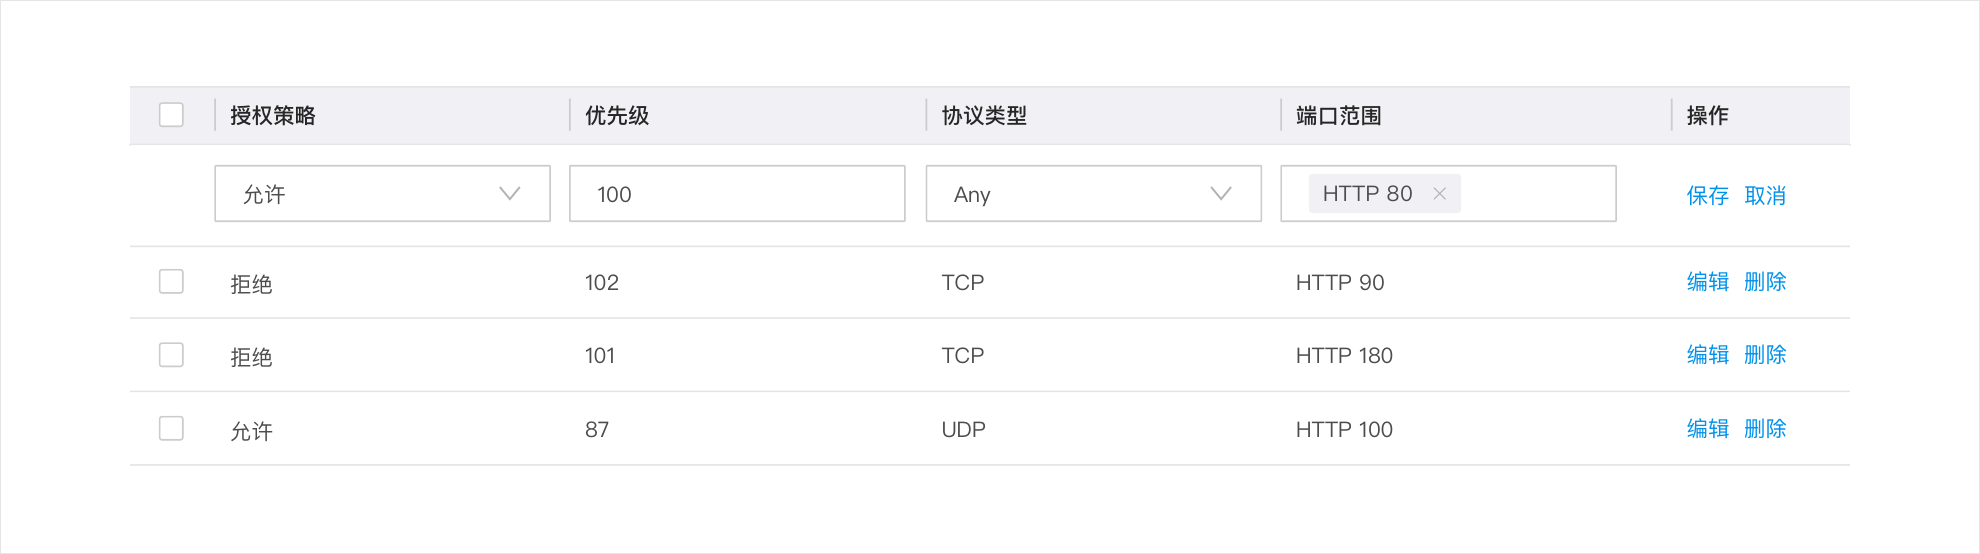 授权策略 优先级 协议类型 端口范围 操作
允许 100 Any HTTP 80 保存 取消
拒绝 102 TCP HTTP 90 编辑 删除
拒绝 101 TCP HTTP 180 编辑 删除
允许 87 UDP HTTP 100 编辑 删除